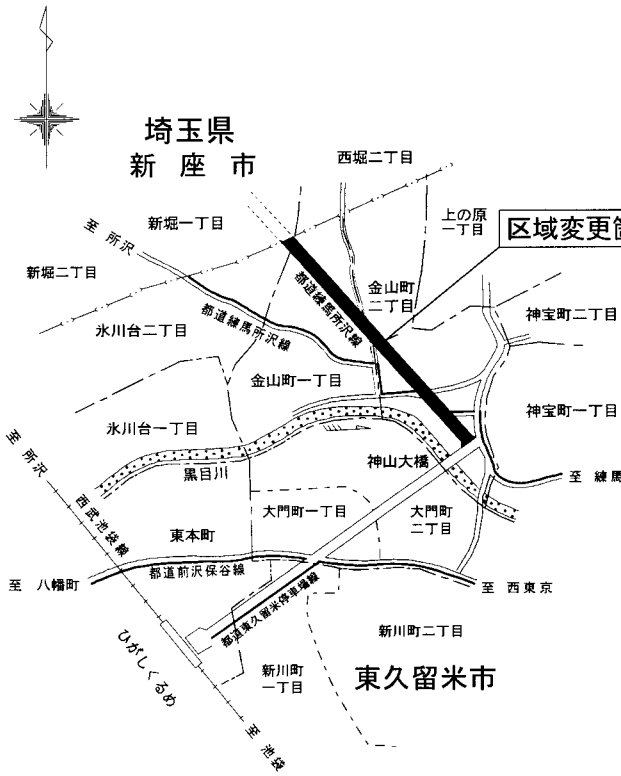 埼玉県
新座市
西堀二丁目
新堀一丁目
上の原
一丁目
区域変更箇
至 所沢
新堀二丁目
都道練馬所沢線
金山町
二丁目
神宝町二丁目
氷川台二丁目
都道練馬所沢線
金山町一丁目
神宝町一丁目
氷川台一丁目
至 所沢
黒目川
神山大橋
至 練馬
西武池袋線
大門町一丁目
大門町
二丁目
東本町
至 八幡町
都道前沢保谷線
至 西東京
都道東久留米停車場線
新川町二丁目
ひがしくるめ
新川町
一丁目
東久留米市
至 池袋